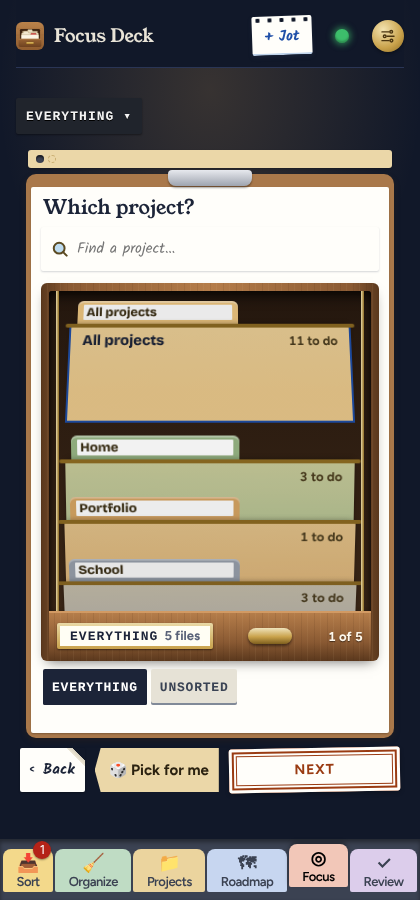 Focus Deck
+ Jot
EVERYTHING ▾
Which project?
Find a project...
All projects
All projects 11 to do
Home
3 to do
Portfolio
1 to do
School
3 to do
EVERYTHING 5 files 1 of 5
EVERYTHING UNSORTED
‹ Back
Pick for me
NEXT
1
Sort Organize Projects Roadmap Focus Review